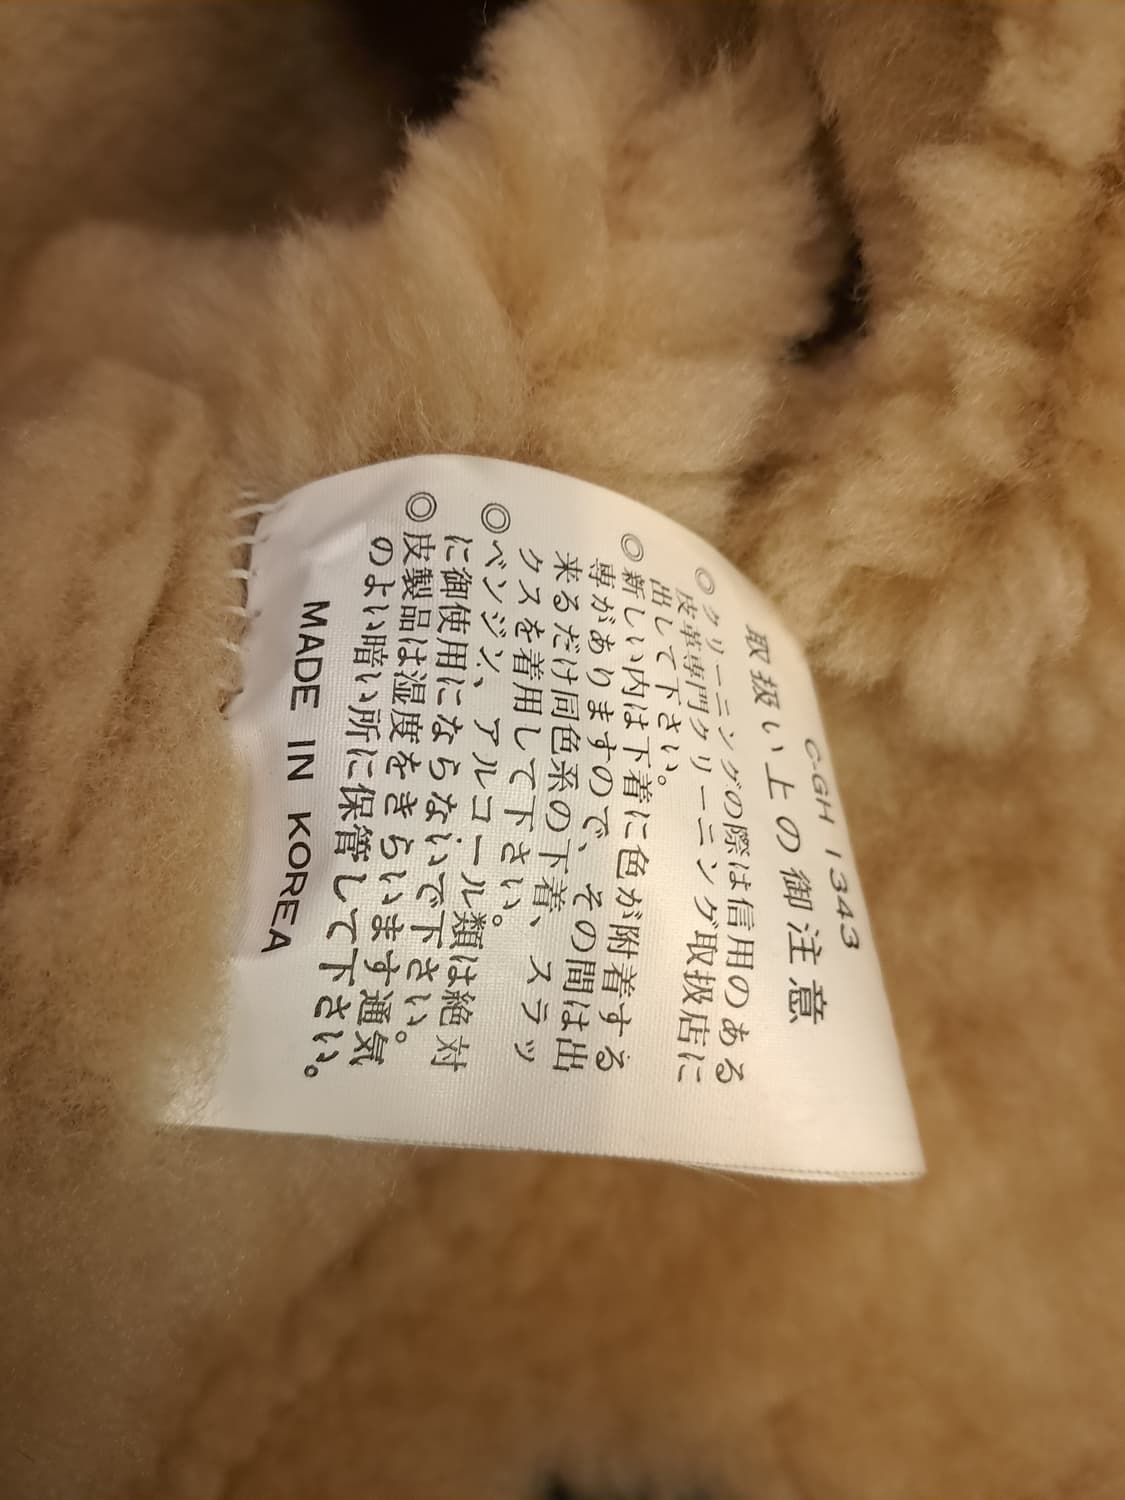 C-GH 1343
取扱い上の御注意
◎クリーニングの際は信用のある
皮革専門クリーニング取扱店に
出して下さい。
◎新しい内は下着に色が附着する
専がありますので、その間は出
来るだけ同色系の下着、スラッ
クスを着用して下さい。
◎ベンジン、アルコール類は絶対
に御使用にならないで下さい。
◎皮製品は湿度をきらいます通気
のよい暗い所に保管して下さい。
MADE IN KOREA